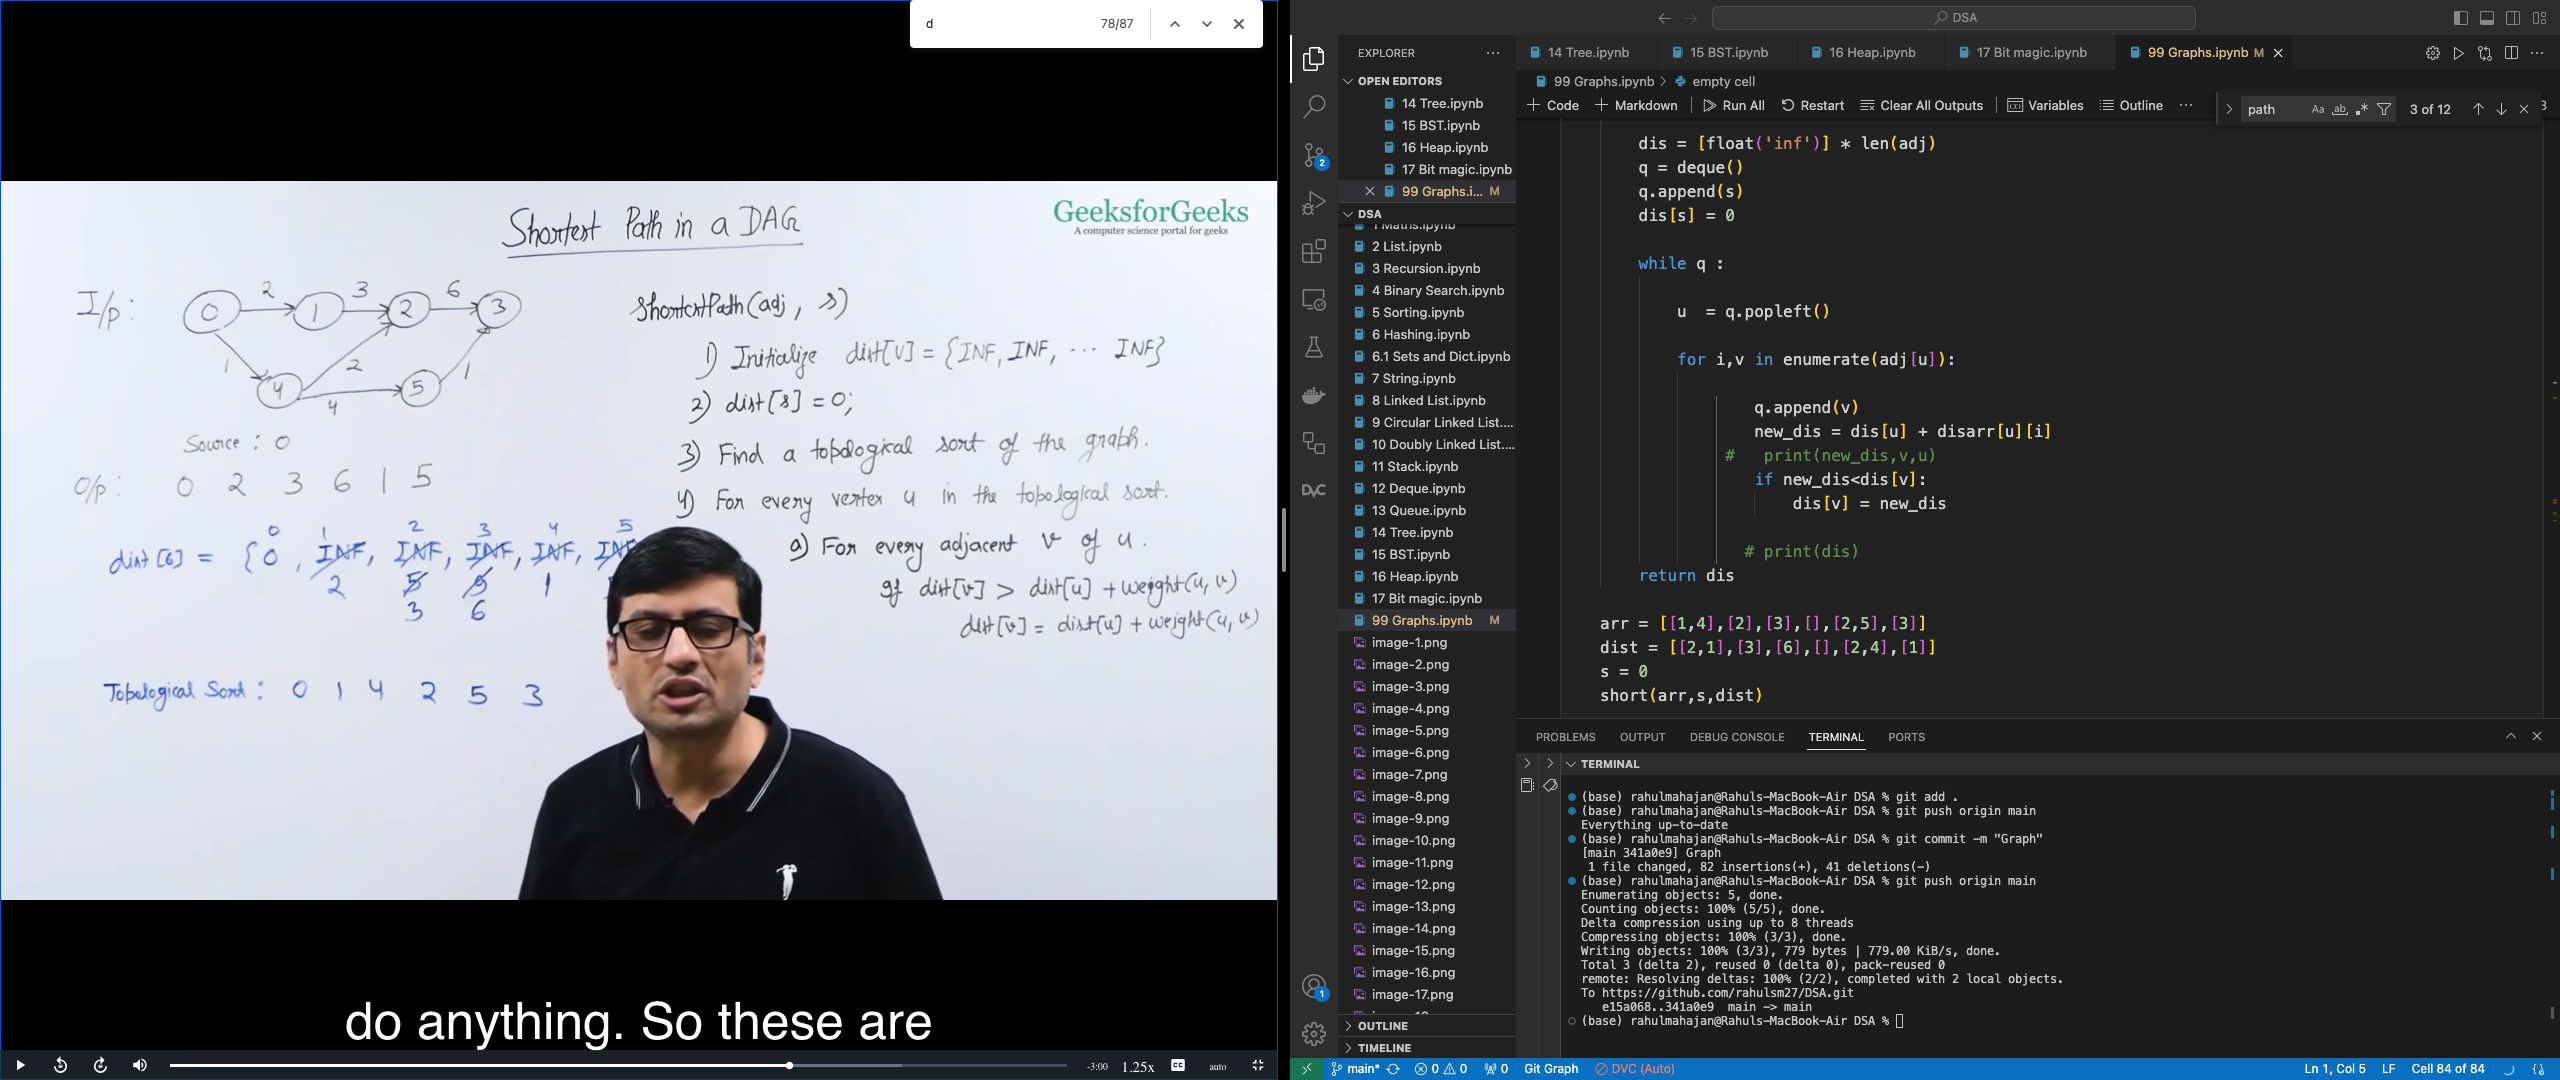 d
78/87
Shortest Path in a DAG
GeeksforGeeks
A computer science portal for geeks
I/p:
0 1 2 3 4 5
2 3 6
1 2 4 1
Source : 0
O/p: 0 2 3 6 1 5
0 1 2 3 4 5
dist[6] = {0, INF, INF, INF, INF, INF
2 5 9 1
3 6
Topological Sort : 0 1 4 2 5 3
shortestPath(adj, s)
1) Initialize dist[V] = {INF, INF, ... INF}
2) dist[s] = 0;
3) Find a topological sort of the graph.
4) For every vertex u in the topological sort.
a) For every adjacent v of u.
if dist[v] > dist[u] + weight(u, v)
dist[v] = dist[u] + weight(u, v)
do anything. So these are
-3:00
1.25x
CC
auto
DSA
EXPLORER
OPEN EDITORS
14 Tree.ipynb
15 BST.ipynb
16 Heap.ipynb
17 Bit magic.ipynb
99 Graphs.i... M
DSA
1 Maths.ipynb
2 List.ipynb
3 Recursion.ipynb
4 Binary Search.ipynb
5 Sorting.ipynb
6 Hashing.ipynb
6.1 Sets and Dict.ipynb
7 String.ipynb
8 Linked List.ipynb
9 Circular Linked List....
10 Doubly Linked List....
11 Stack.ipynb
12 Deque.ipynb
13 Queue.ipynb
14 Tree.ipynb
15 BST.ipynb
16 Heap.ipynb
17 Bit magic.ipynb
99 Graphs.ipynb M
image-1.png
image-2.png
image-3.png
image-4.png
image-5.png
image-6.png
image-7.png
image-8.png
image-9.png
image-10.png
image-11.png
image-12.png
image-13.png
image-14.png
image-15.png
image-16.png
image-17.png
OUTLINE
TIMELINE
2
DVC
1
14 Tree.ipynb 15 BST.ipynb 16 Heap.ipynb 17 Bit magic.ipynb 99 Graphs.ipynb M
99 Graphs.ipynb > empty cell
+ Code + Markdown Run All Restart Clear All Outputs Variables Outline ...
path Aa ab 3 of 12
dis = [float('inf')] * len(adj)
q = deque()
q.append(s)
dis[s] = 0
while q :
u  = q.popleft()
for i,v in enumerate(adj[u]):
q.append(v)
new_dis = dis[u] + disarr[u][i]
#   print(new_dis,v,u)
if new_dis<dis[v]:
dis[v] = new_dis
# print(dis)
return dis
arr = [[1,4],[2],[3],[],[2,5],[3]]
dist = [[2,1],[3],[6],[],[2,4],[1]]
s = 0
short(arr,s,dist)
PROBLEMS OUTPUT DEBUG CONSOLE TERMINAL PORTS
TERMINAL
(base) rahulmahajan@Rahuls-MacBook-Air DSA % git add .
(base) rahulmahajan@Rahuls-MacBook-Air DSA % git push origin main
Everything up-to-date
(base) rahulmahajan@Rahuls-MacBook-Air DSA % git commit -m "Graph"
[main 341a0e9] Graph
1 file changed, 82 insertions(+), 41 deletions(-)
(base) rahulmahajan@Rahuls-MacBook-Air DSA % git push origin main
Enumerating objects: 5, done.
Counting objects: 100% (5/5), done.
Delta compression using up to 8 threads
Compressing objects: 100% (3/3), done.
Writing objects: 100% (3/3), 779 bytes | 779.00 KiB/s, done.
Total 3 (delta 2), reused 0 (delta 0), pack-reused 0
remote: Resolving deltas: 100% (2/2), completed with 2 local objects.
To https://github.com/rahulsm27/DSA.git
e15a068..341a0e9  main -> main
(base) rahulmahajan@Rahuls-MacBook-Air DSA %
main* 0 0 0 Git Graph DVC (Auto)
Ln 1, Col 5 LF Cell 84 of 84